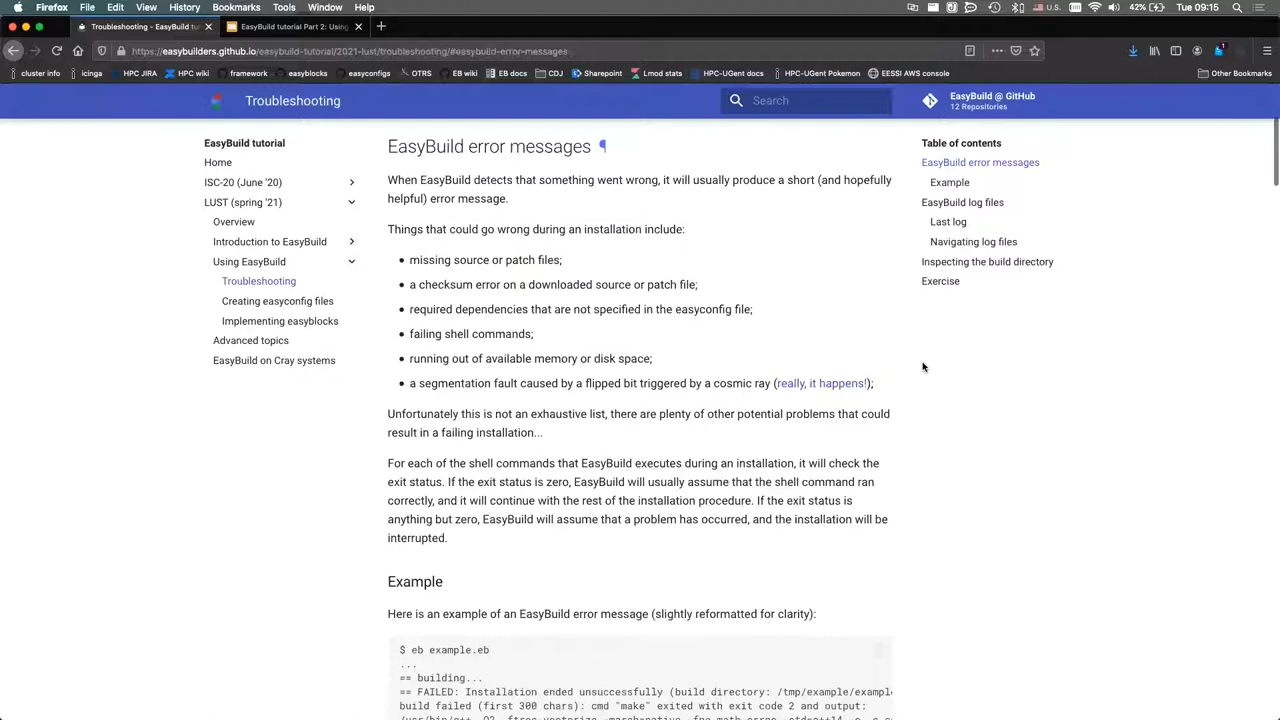 Firefox File Edit View History Bookmarks Tools Window Help 42% Tue 09:15
Troubleshooting - EasyBuild tu
EasyBuild tutorial Part 2: Using
https://easybuilders.github.io/easybuild-tutorial/2021-lust/troubleshooting/#easybuild-error-messages
cluster info icinga HPC JIRA HPC wiki framework easyblocks easyconfigs OTRS EB wiki EB docs CDJ Sharepoint Lmod stats HPC-UGent docs HPC-UGent Pokemon EESSI AWS console Other Bookmarks
Troubleshooting
Search
EasyBuild @ GitHub
12 Repositories
EasyBuild tutorial
Home
ISC-20 (June '20)
LUST (spring '21)
Overview
Introduction to EasyBuild
Using EasyBuild
Troubleshooting
Creating easyconfig files
Implementing easyblocks
Advanced topics
EasyBuild on Cray systems
EasyBuild error messages ¶
When EasyBuild detects that something went wrong, it will usually produce a short (and hopefully
helpful) error message.
Things that could go wrong during an installation include:
• missing source or patch files;
• a checksum error on a downloaded source or patch file;
• required dependencies that are not specified in the easyconfig file;
• failing shell commands;
• running out of available memory or disk space;
• a segmentation fault caused by a flipped bit triggered by a cosmic ray (really, it happens!);
Unfortunately this is not an exhaustive list, there are plenty of other potential problems that could
result in a failing installation...
For each of the shell commands that EasyBuild executes during an installation, it will check the
exit status. If the exit status is zero, EasyBuild will usually assume that the shell command ran
correctly, and it will continue with the rest of the installation procedure. If the exit status is
anything but zero, EasyBuild will assume that a problem has occurred, and the installation will be
interrupted.
Example
Here is an example of an EasyBuild error message (slightly reformatted for clarity):
$ eb example.eb
...
== building...
== FAILED: Installation ended unsuccessfully (build directory: /tmp/example/example
build failed (first 300 chars): cmd "make" exited with exit code 2 and output:
Table of contents
EasyBuild error messages
Example
EasyBuild log files
Last log
Navigating log files
Inspecting the build directory
Exercise